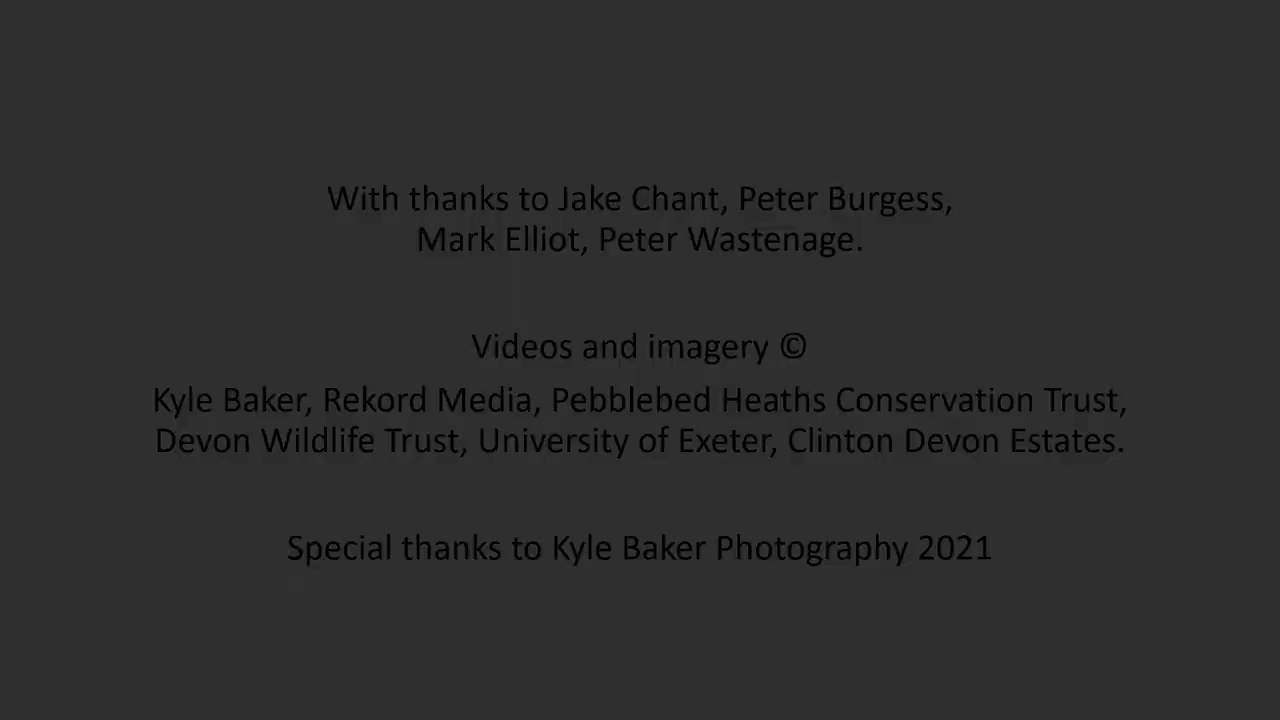 With thanks to Jake Chant, Peter Burgess,
Mark Elliot, Peter Wastenage.
Videos and imagery ©
Kyle Baker, Rekord Media, Pebblebed Heaths Conservation Trust,
Devon Wildlife Trust, University of Exeter, Clinton Devon Estates.
Special thanks to Kyle Baker Photography 2021